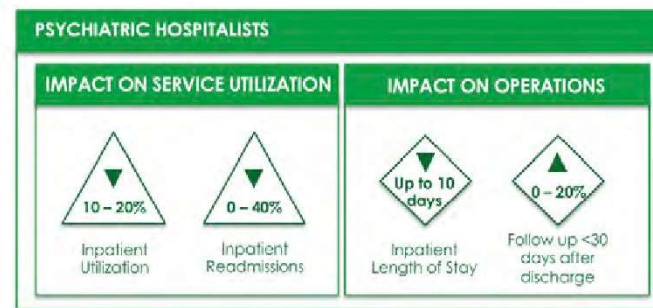 PSYCHIATRIC HOSPITALISTS
IMPACT ON SERVICE UTILIZATION
10 – 20%
Inpatient
Utilization
0 – 40%
Inpatient
Readmissions
IMPACT ON OPERATIONS
Up to 10
days
Inpatient
Length of Stay
0 – 20%
Follow up <30
days after
discharge